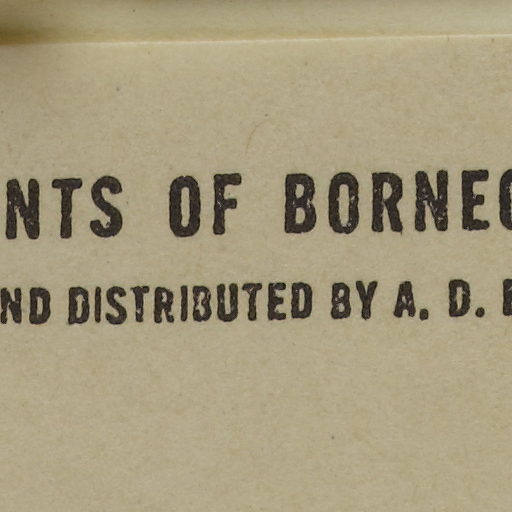 NTS OF BORNEO
ND DISTRIBUTED BY A. D.